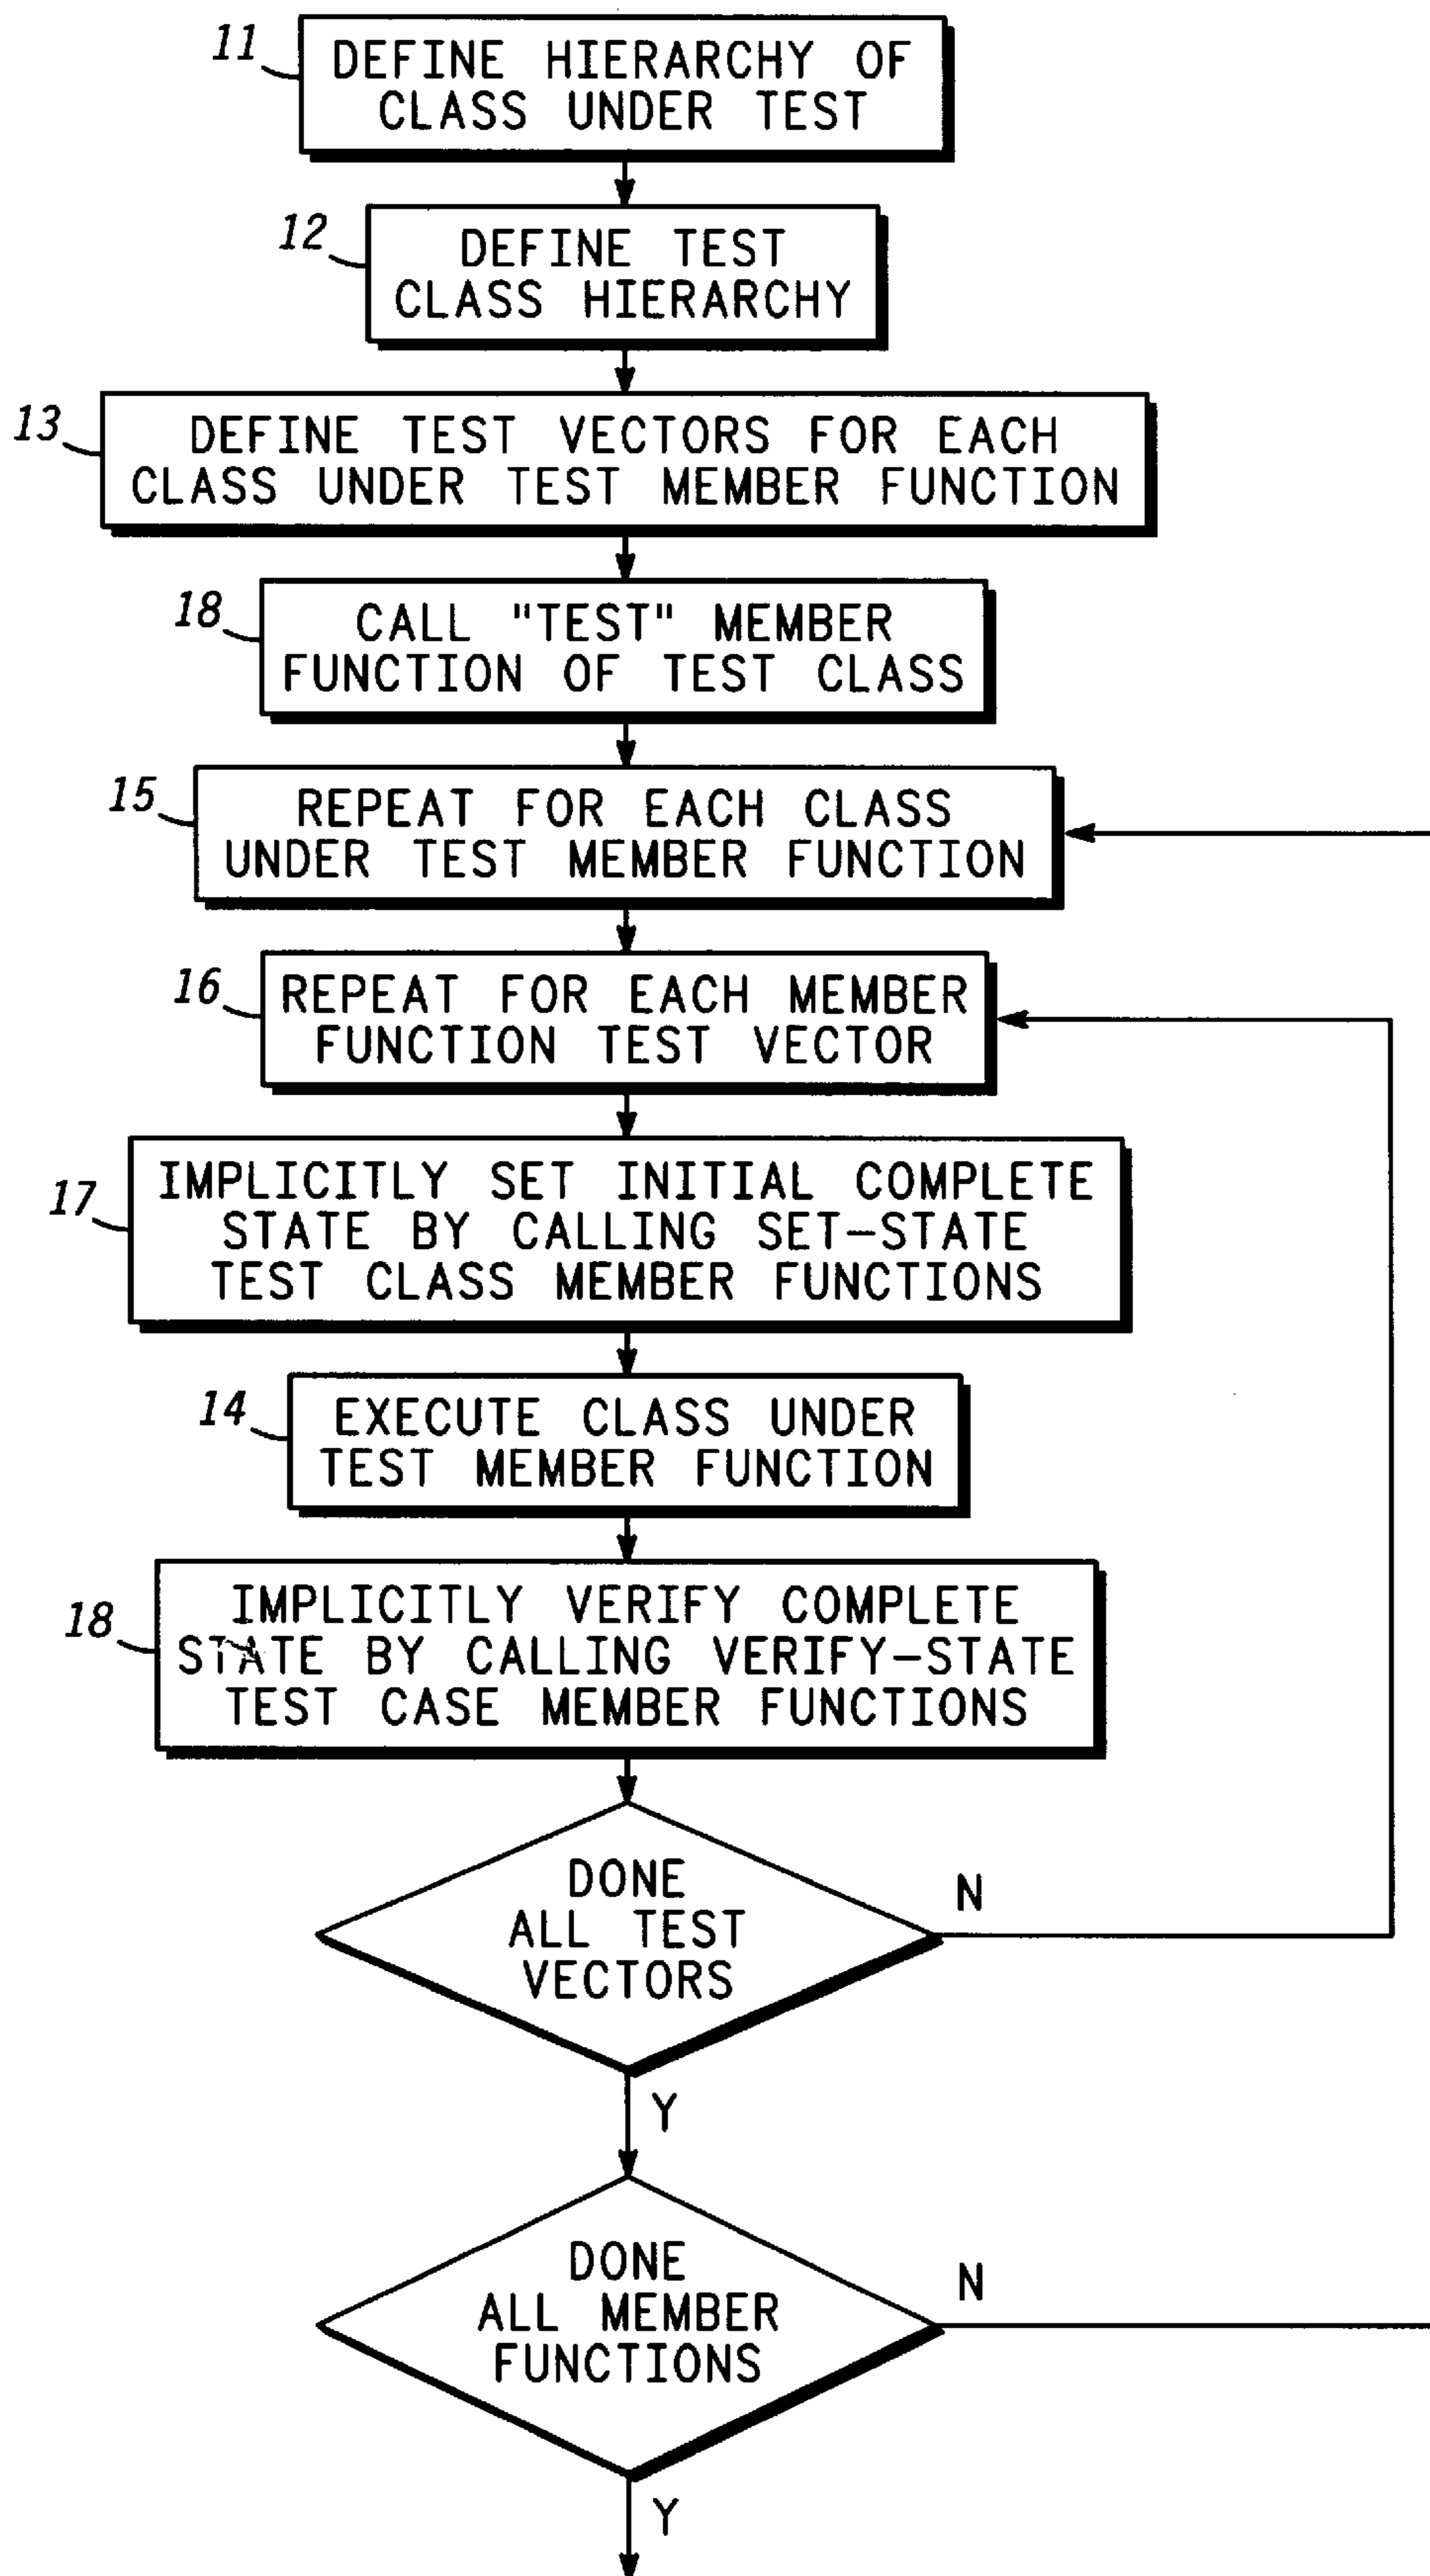 11
DEFINE HIERARCHY OF
CLASS UNDER TEST
12
DEFINE TEST
CLASS HIERARCHY
13
DEFINE TEST VECTORS FOR EACH
CLASS UNDER TEST MEMBER FUNCTION
18
CALL "TEST" MEMBER
FUNCTION OF TEST CLASS
15
REPEAT FOR EACH CLASS
UNDER TEST MEMBER FUNCTION
16
REPEAT FOR EACH MEMBER
FUNCTION TEST VECTOR
17
IMPLICITLY SET INITIAL COMPLETE
STATE BY CALLING SET-STATE
TEST CLASS MEMBER FUNCTIONS
14
EXECUTE CLASS UNDER
TEST MEMBER FUNCTION
18
IMPLICITLY VERIFY COMPLETE
STATE BY CALLING VERIFY-STATE
TEST CASE MEMBER FUNCTIONS
DONE
ALL TEST
VECTORS
N
Y
DONE
ALL MEMBER
FUNCTIONS
N
Y